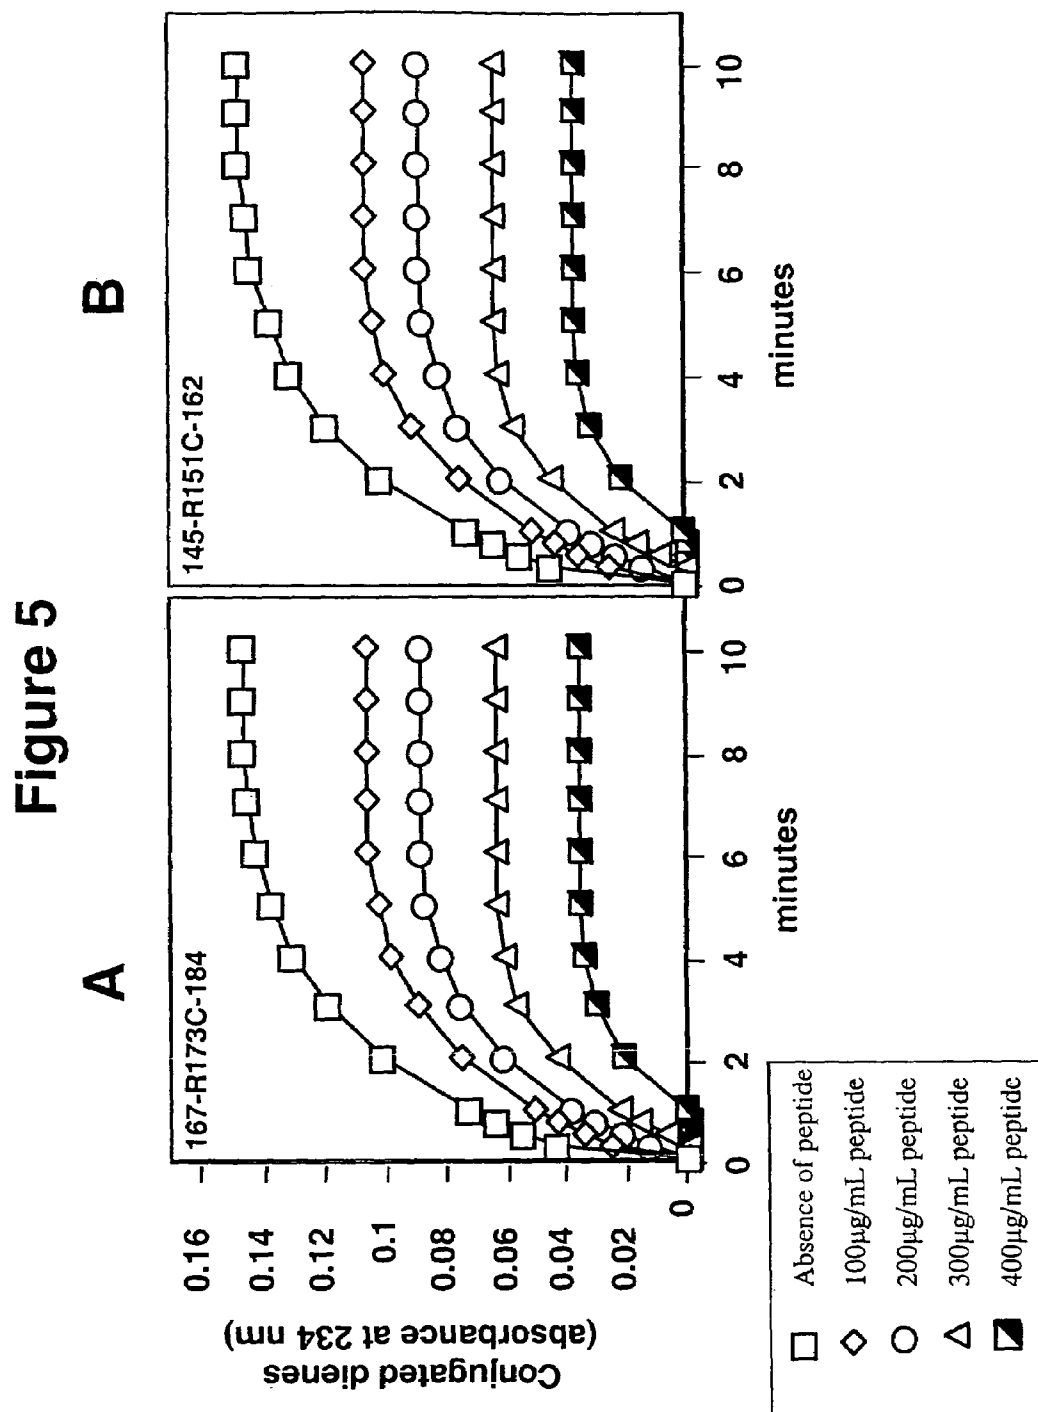 Figure 5
A
B
167-R173C-184
145-R151C-162
Conjugated dienes
(absorbance at 234 nm)
0.16
0.14
0.12
0.1
0.08
0.06
0.04
0.02
0
0 2 4 6 8 10
0 2 4 6 8 10
minutes
minutes
Absence of peptide
100µg/mL peptide
200µg/mL peptide
300µg/mL peptide
400µg/mL peptide